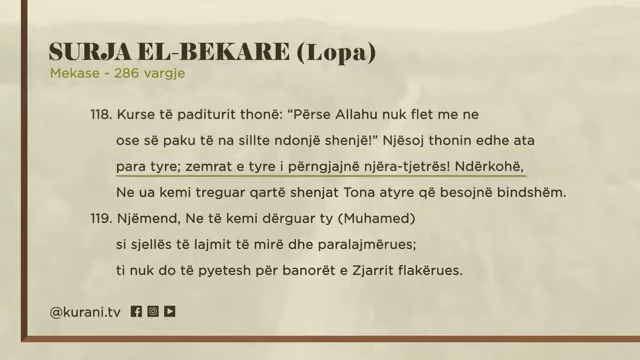 SURJA EL-BEKARE (Lopa)
Mekase - 286 vargje
118. Kurse të paditurit thonë: “Përse Allahu nuk flet me ne
ose së paku të na sillte ndonjë shenjë!” Njësoj thonin edhe ata
para tyre; zemrat e tyre i përngjajnë njëra-tjetrës! Ndërkohë,
Ne ua kemi treguar qartë shenjat Tona atyre që besojnë bindshëm.
119. Njëmend, Ne të kemi dërguar ty (Muhamed)
si sjellës të lajmit të mirë dhe paralajmërues;
ti nuk do të pyetesh për banorët e Zjarrit flakërues.
@kurani.tv